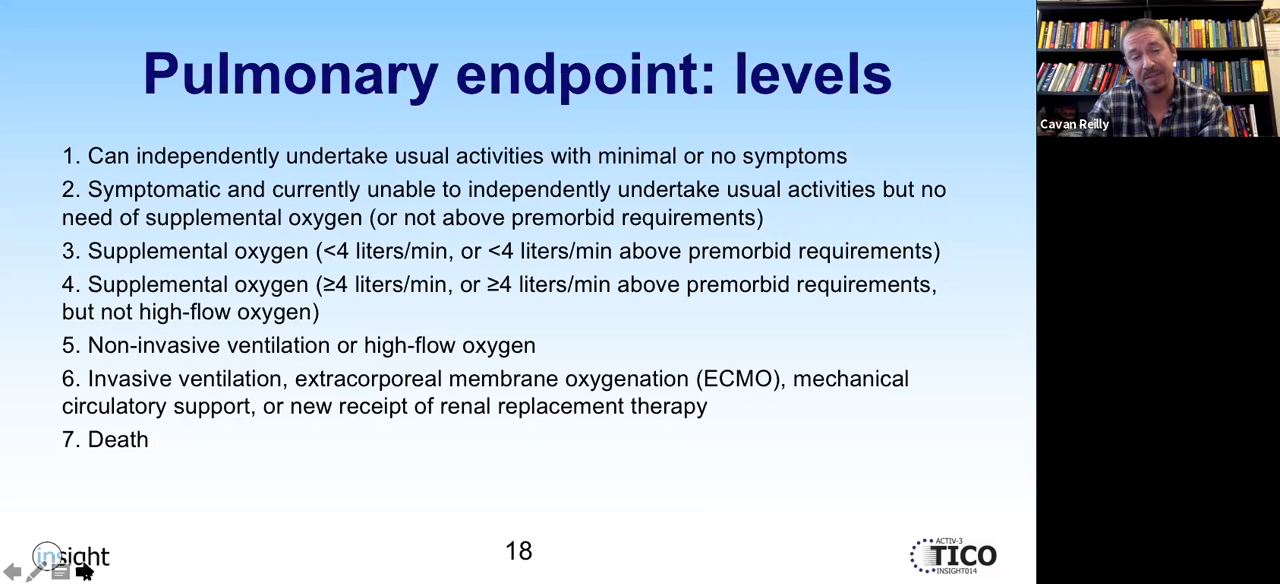 Pulmonary endpoint: levels
1. Can independently undertake usual activities with minimal or no symptoms
2. Symptomatic and currently unable to independently undertake usual activities but no
need of supplemental oxygen (or not above premorbid requirements)
3. Supplemental oxygen (<4 liters/min, or <4 liters/min above premorbid requirements)
4. Supplemental oxygen (≥4 liters/min, or ≥4 liters/min above premorbid requirements,
but not high-flow oxygen)
5. Non-invasive ventilation or high-flow oxygen
6. Invasive ventilation, extracorporeal membrane oxygenation (ECMO), mechanical
circulatory support, or new receipt of renal replacement therapy
7. Death
insight
18
ACTIV-3
TICO
INSIGHT014
Cavan Reilly